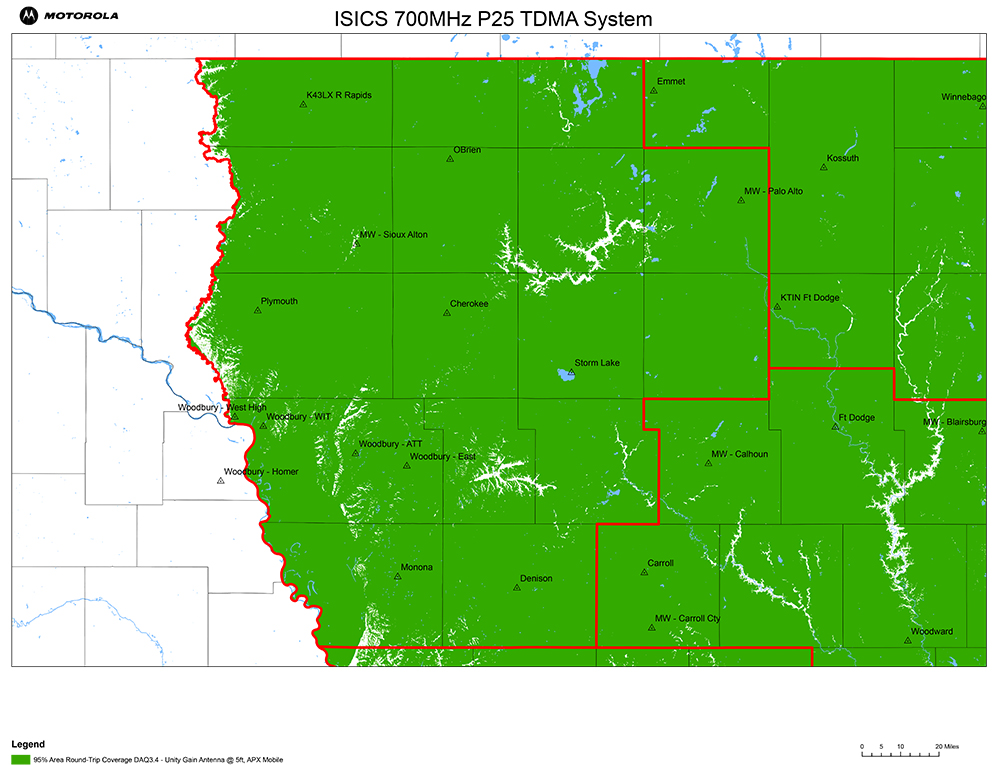 MOTOROLA
ISICS 700MHz P25 TDMA System
Emmet
K43LX R Rapids
Winnebago
OBrien
Kossuth
MW - Palo Alto
MW - Sioux Alton
Plymouth
Cherokee
KTIN Ft Dodge
Storm Lake
Woodbury - West High
Woodbury - WIT
Ft Dodge
MW - Blairsburg
Woodbury - ATT
Woodbury - East
MW - Calhoun
Woodbury - Homer
Monona
Denison
Carroll
MW - Carroll Cty
Woodward
Legend
95% Area Round-Trip Coverage DAQ3.4 - Unity Gain Antenna @ 5ft, APX Mobile
0 5 10 20 Miles